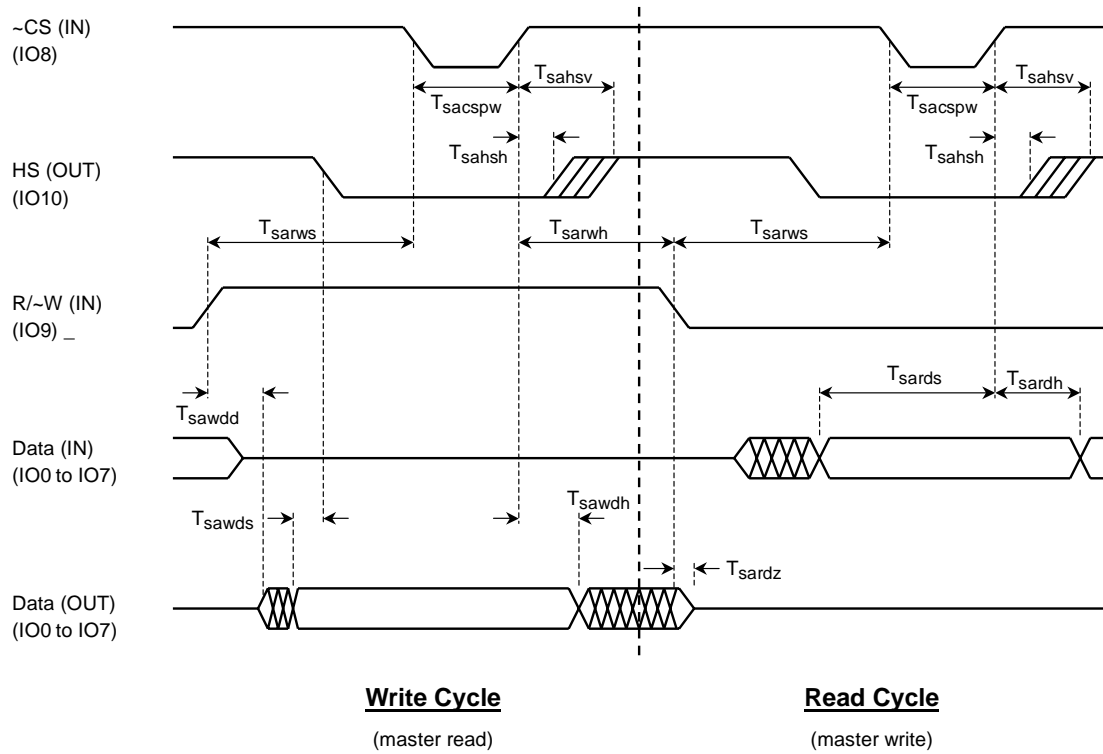 ~CS (IN)
(IO8)
Tsahsv
Tsahsv
Tsacspw
Tsacspw
Tsahsh
Tsahsh
HS (OUT)
(IO10)
Tsarws
Tsarwh
Tsarws
R/~W (IN)
(IO9) _
Tsards
Tsardh
Tsawdd
Data (IN)
(IO0 to IO7)
Tsawdh
Tsawds
Tsardz
Data (OUT)
(IO0 to IO7)
Write Cycle
Read Cycle
(master read)
(master write)